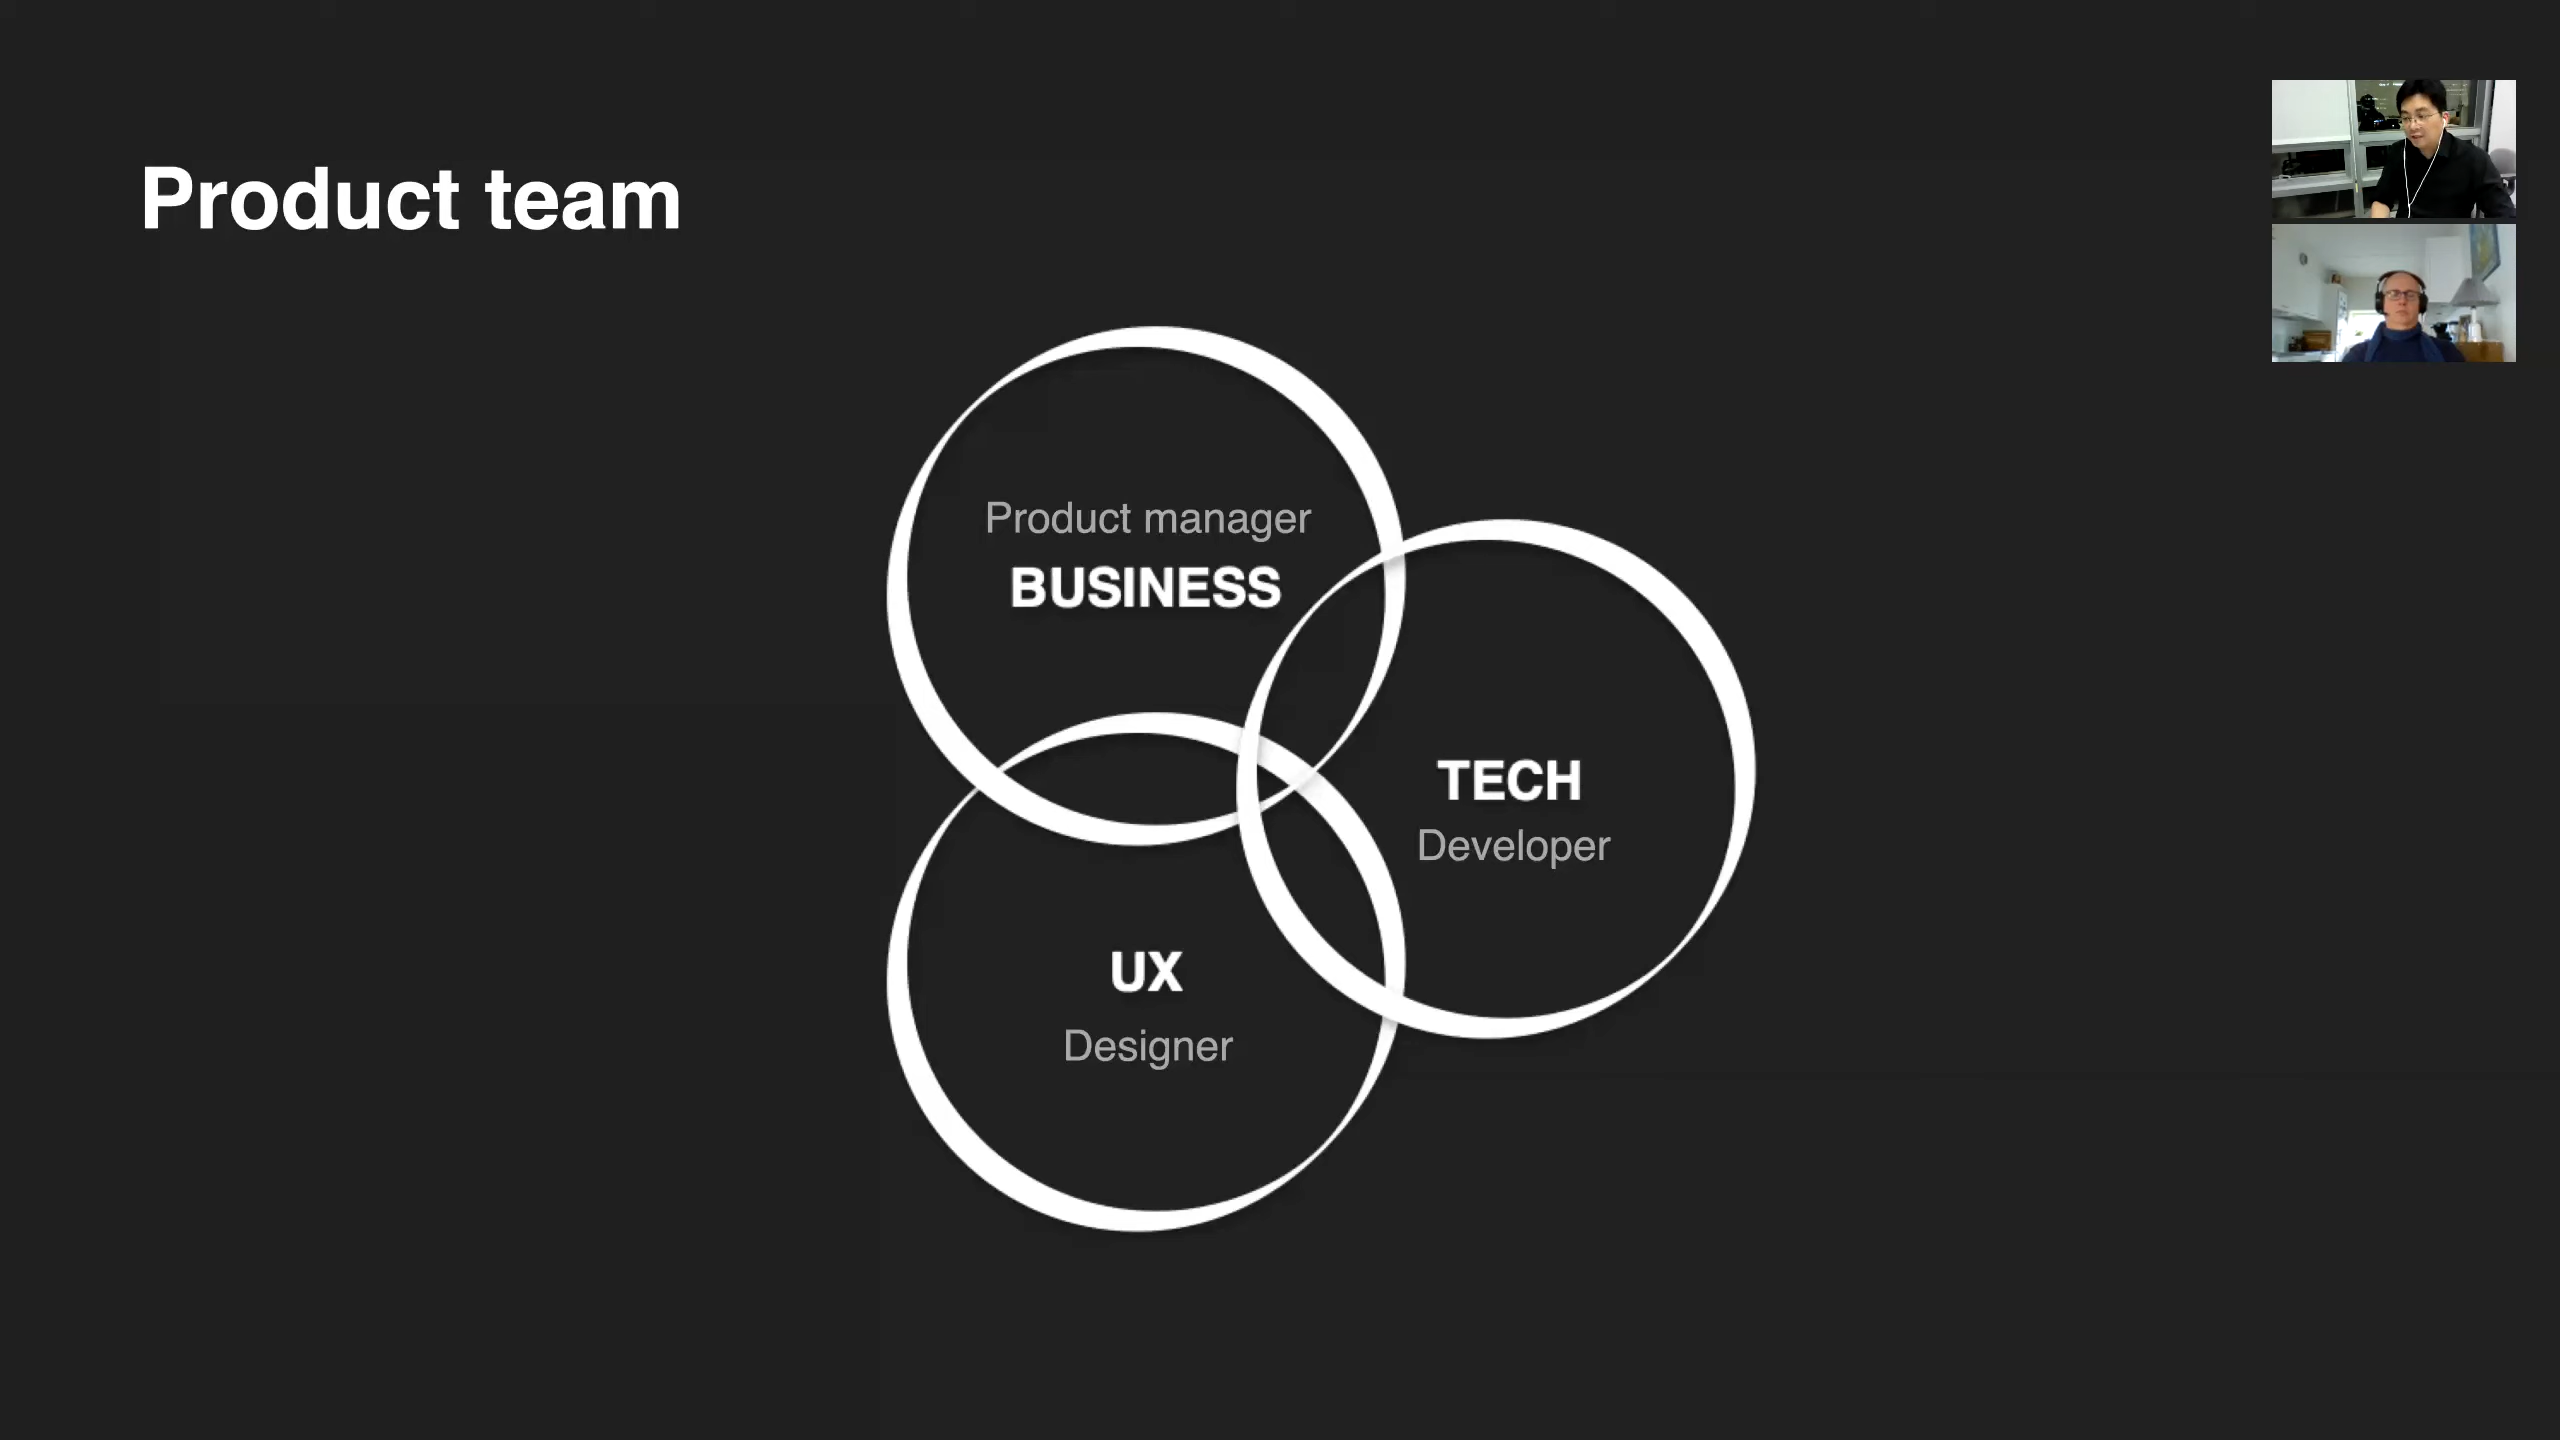 Product team
Product manager
BUSINESS
TECH
Developer
UX
Designer